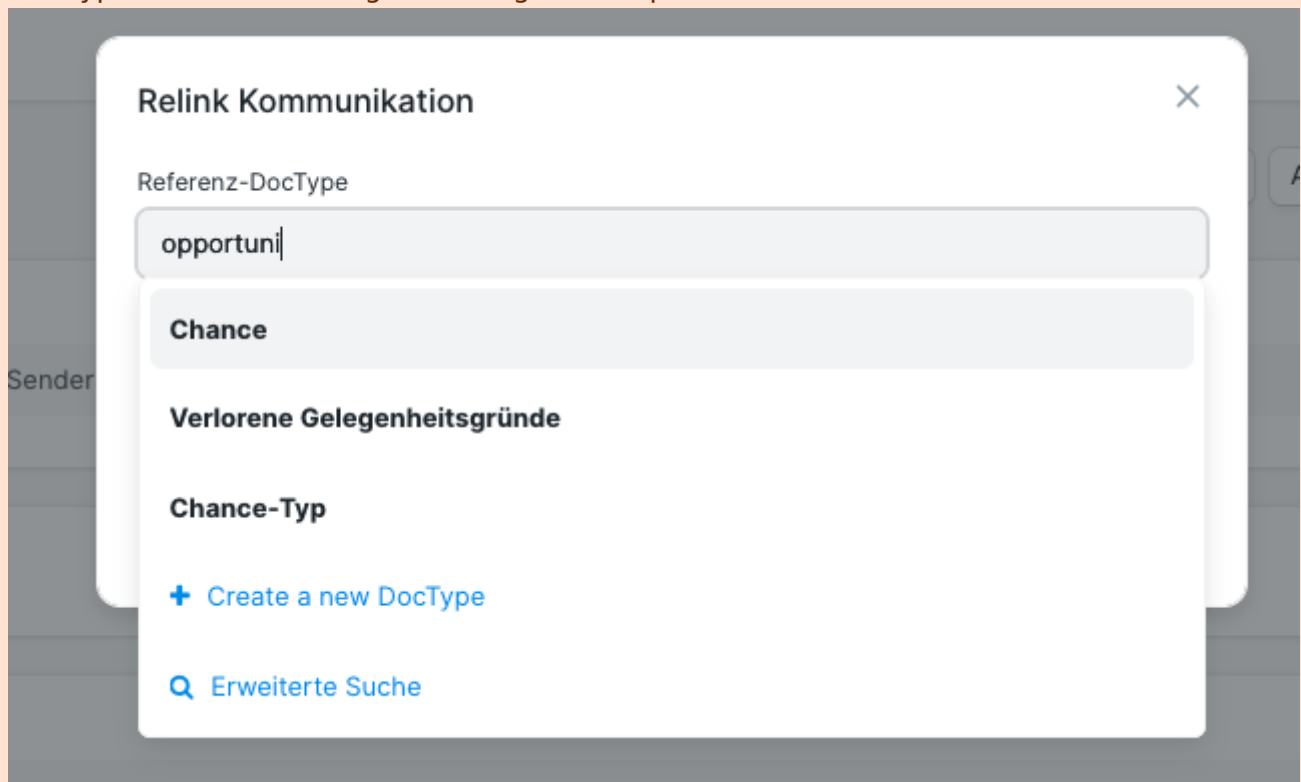 Relink Kommunikation
Referenz-DocType
opportuni
Chance
Sender
Verlorene Gelegenheitsgründe
Chance-Typ
Create a new DocType
Erweiterte Suche